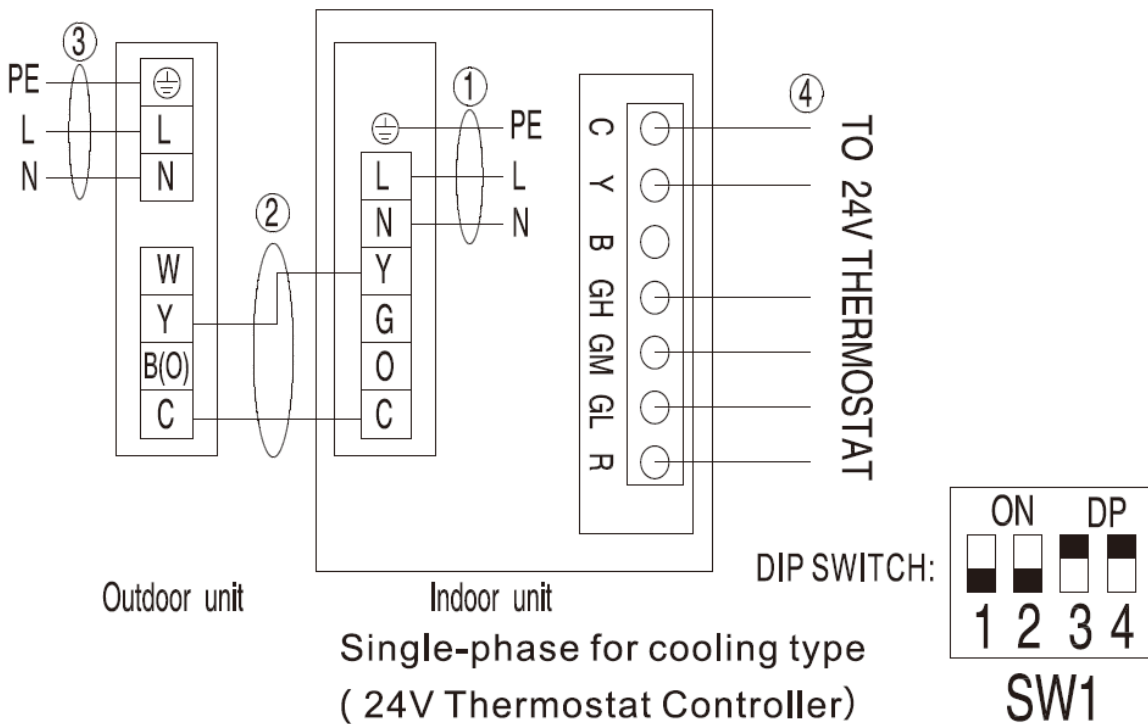 ③
PE
L
N
L
N
W
Y
B(O)
C
Outdoor unit
②
L
N
Y
G
O
C
①
PE
L
N
Indoor unit
C
Y
B
GH
GM
GL
R
④
TO 24V THERMOSTAT
DIP SWITCH:
ON DP
1 2 3 4
SW1
Single-phase for cooling type
( 24V Thermostat Controller)